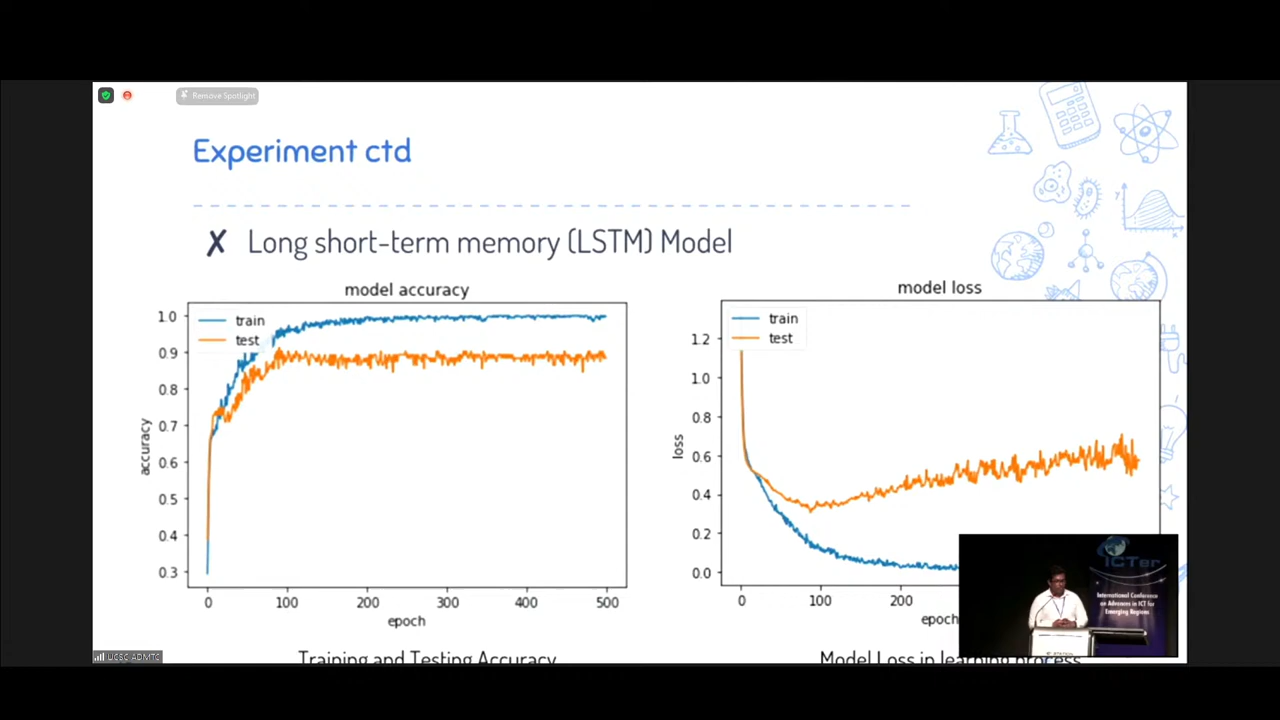 Remove Spotlight
Experiment ctd
✗ Long short-term memory (LSTM) Model
model accuracy
train
test
1.0
0.9
0.8
0.7
0.6
0.5
0.4
0.3
accuracy
0 100 200 300 400 500
epoch
Training and Testing Accuracy
model loss
train
test
1.2
1.0
0.8
0.6
0.4
0.2
0.0
loss
0 100 200
epoch
Model Loss in learning process
ICTer
International Conference
on Advances in ICT for
Emerging Regions
UCSC ADMTC